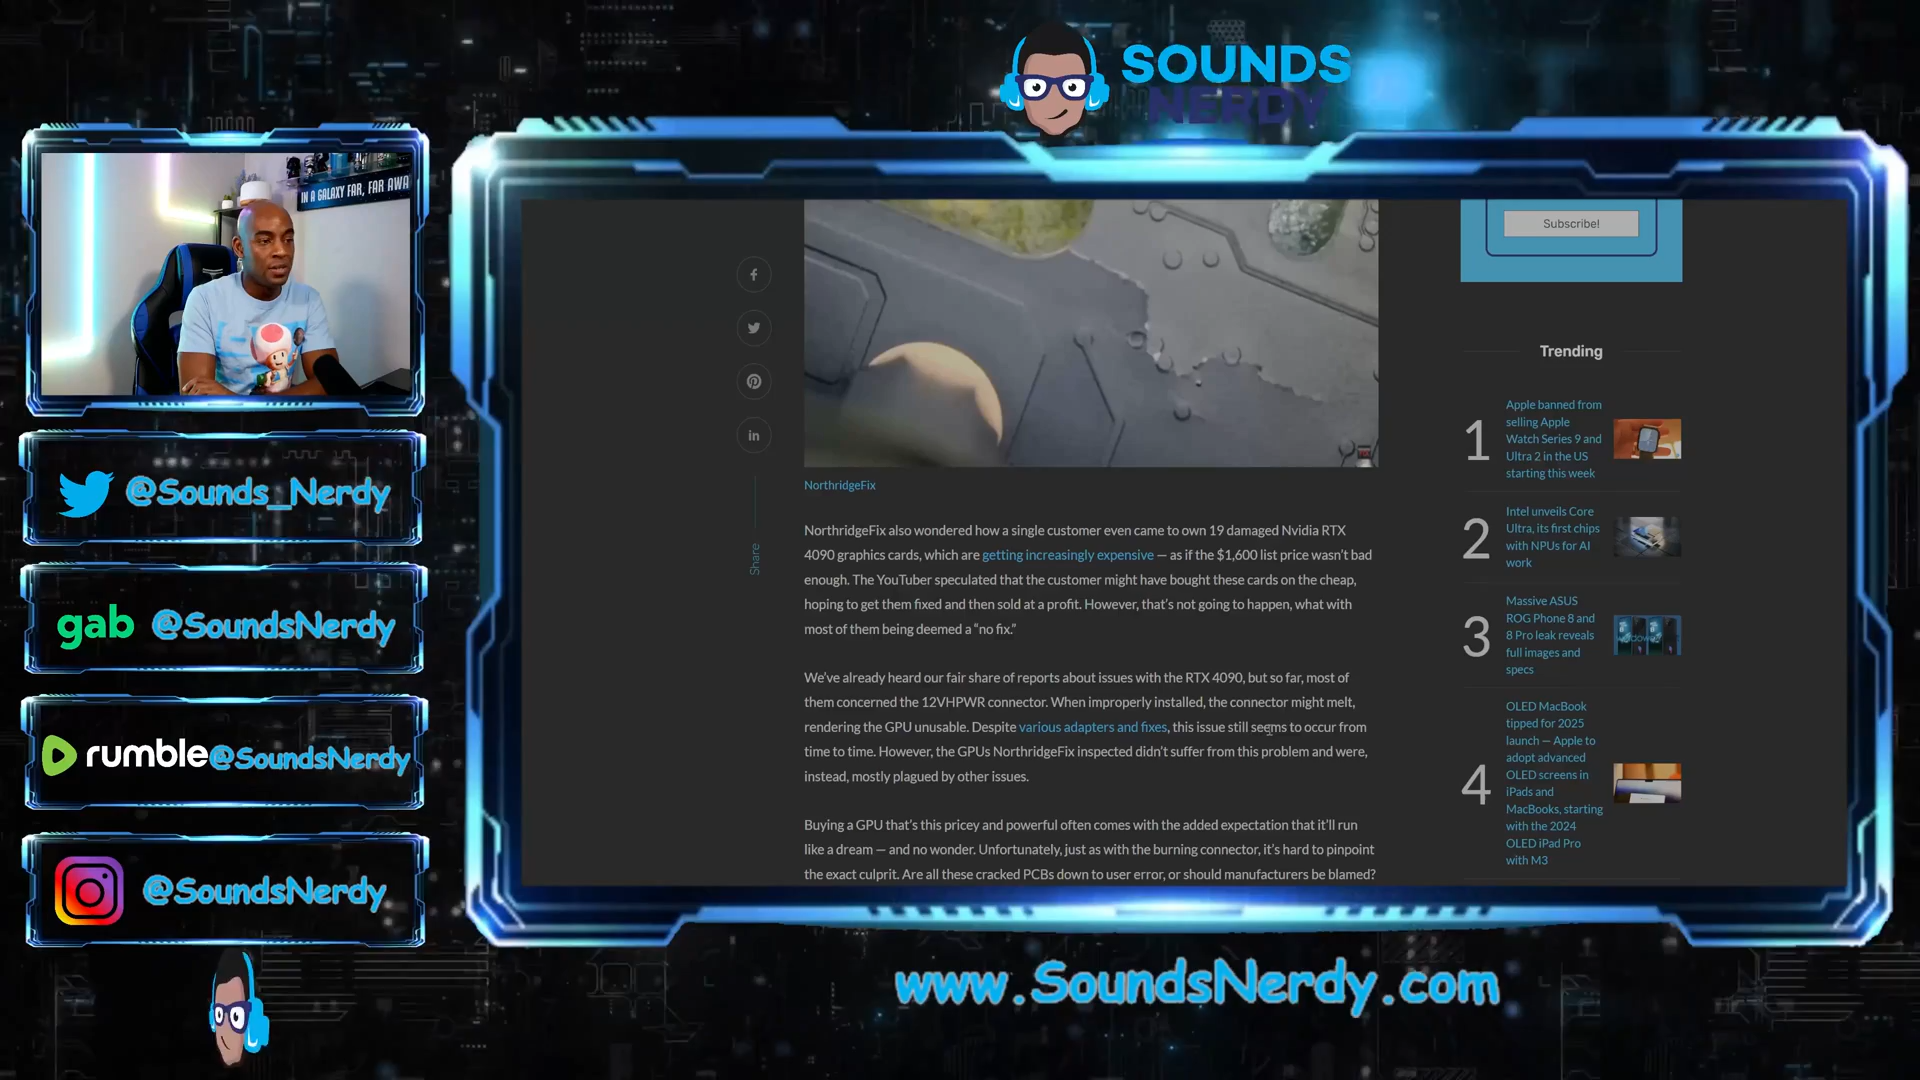 SOUNDS
NERDY
IN A GALAXY FAR, FAR AWA
@Sounds_Nerdy
gab @SoundsNerdy
rumble @SoundsNerdy
@SoundsNerdy
Share
NorthridgeFix
NorthridgeFix also wondered how a single customer even came to own 19 damaged Nvidia RTX
4090 graphics cards, which are getting increasingly expensive — as if the $1,600 list price wasn't bad
enough. The YouTuber speculated that the customer might have bought these cards on the cheap,
hoping to get them fixed and then sold at a profit. However, that's not going to happen, what with
most of them being deemed a “no fix.”
We've already heard our fair share of reports about issues with the RTX 4090, but so far, most of
them concerned the 12VHPWR connector. When improperly installed, the connector might melt,
rendering the GPU unusable. Despite various adapters and fixes, this issue still seems to occur from
time to time. However, the GPUs NorthridgeFix inspected didn't suffer from this problem and were,
instead, mostly plagued by other issues.
Buying a GPU that's this pricey and powerful often comes with the added expectation that it'll run
like a dream — and no wonder. Unfortunately, just as with the burning connector, it's hard to pinpoint
the exact culprit. Are all these cracked PCBs down to user error, or should manufacturers be blamed?
Subscribe!
Trending
1
Apple banned from
selling Apple
Watch Series 9 and
Ultra 2 in the US
starting this week
2
Intel unveils Core
Ultra, its first chips
with NPUs for AI
work
3
Massive ASUS
ROG Phone 8 and
8 Pro leak reveals
full images and
specs
4
OLED MacBook
tipped for 2025
launch — Apple to
adopt advanced
OLED screens in
iPads and
MacBooks, starting
with the 2024
OLED iPad Pro
with M3
www.SoundsNerdy.com